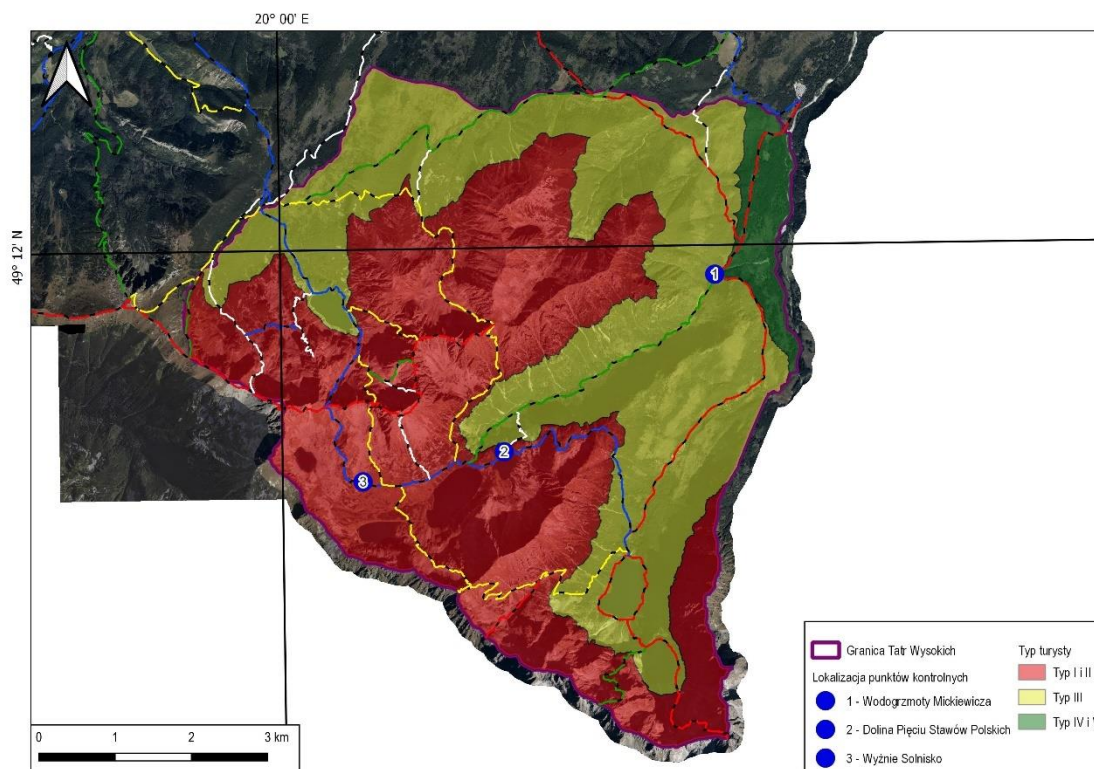 20° 00' E
49° 12' N
1
2
3
0 1 2 3 km
Granica Tatr Wysokich
Lokalizacja punktów kontrolnych
1 - Wodogrzmoty Mickiewicza
2 - Dolina Pięciu Stawów Polskich
3 - Wyżnie Solnisko
Typ turysty
Typ I i II
Typ III
Typ IV i V